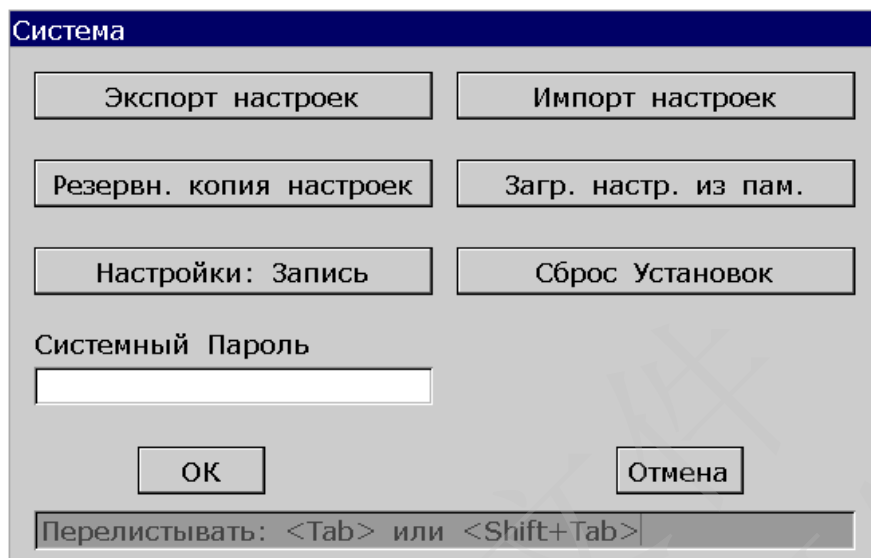 Система
Экспорт настроек
Импорт настроек
Резервн. копия настроек
Загр. настр. из пам.
Настройки: Запись
Сброс Установок
Системный Пароль
ОК
Отмена
Перелистывать: <Tab> или <Shift+Tab>